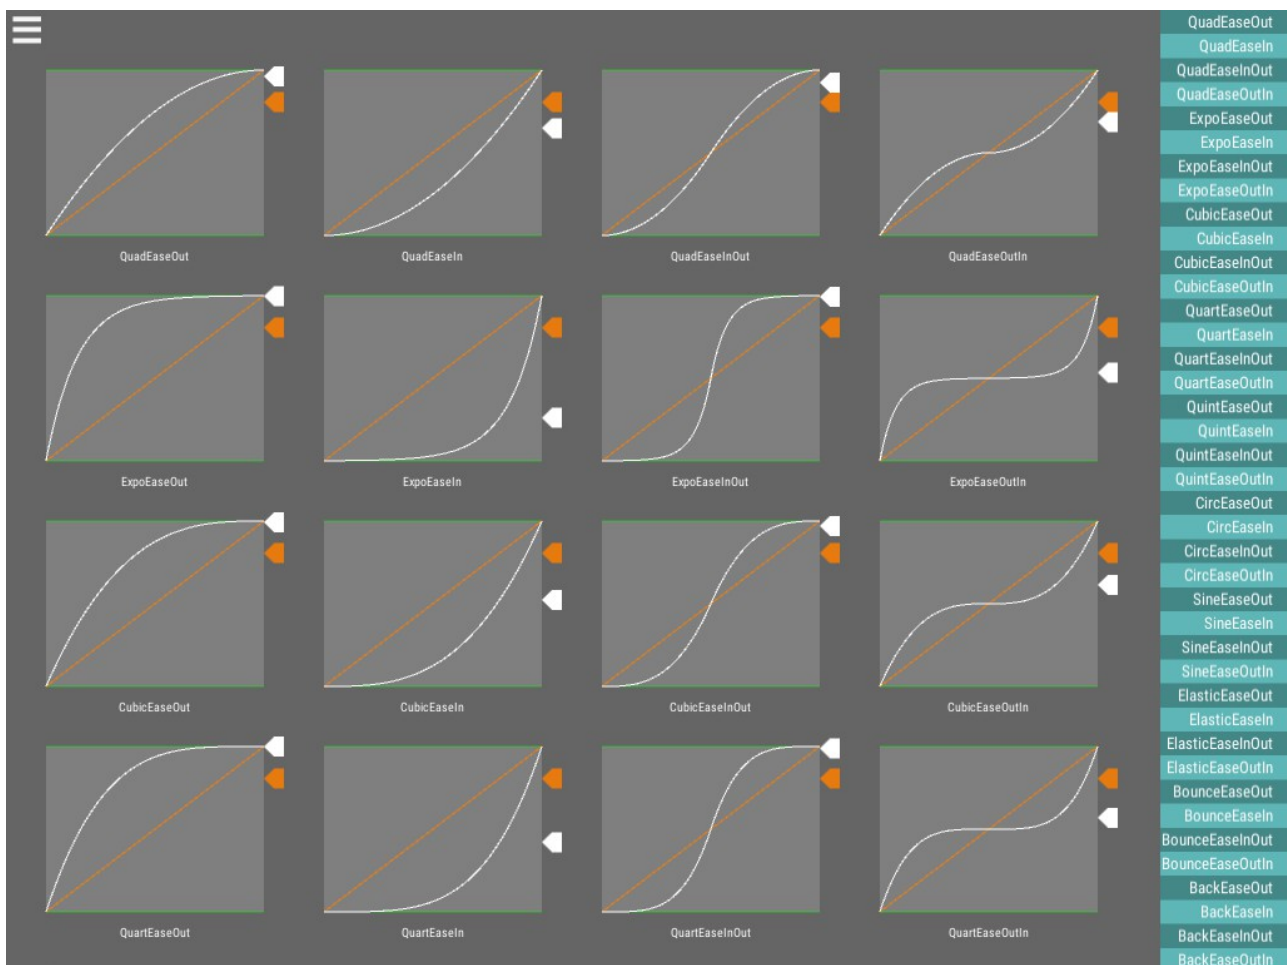 QuadEaseOut
QuadEaseIn
QuadEaseInOut
QuadEaseOutIn
ExpoEaseOut
ExpoEaseIn
ExpoEaseInOut
ExpoEaseOutIn
CubicEaseOut
CubicEaseIn
CubicEaseInOut
CubicEaseOutIn
QuartEaseOut
QuartEaseIn
QuartEaseInOut
QuartEaseOutIn
QuadEaseOut
QuadEaseIn
QuadEaseInOut
QuadEaseOutIn
ExpoEaseOut
ExpoEaseIn
ExpoEaseInOut
ExpoEaseOutIn
CubicEaseOut
CubicEaseIn
CubicEaseInOut
CubicEaseOutIn
QuartEaseOut
QuartEaseIn
QuartEaseInOut
QuartEaseOutIn
QuintEaseOut
QuintEaseIn
QuintEaseInOut
QuintEaseOutIn
CircEaseOut
CircEaseIn
CircEaseInOut
CircEaseOutIn
SineEaseOut
SineEaseIn
SineEaseInOut
SineEaseOutIn
ElasticEaseOut
ElasticEaseIn
ElasticEaseInOut
ElasticEaseOutIn
BounceEaseOut
BounceEaseIn
BounceEaseInOut
BounceEaseOutIn
BackEaseOut
BackEaseIn
BackEaseInOut
BackEaseOutIn